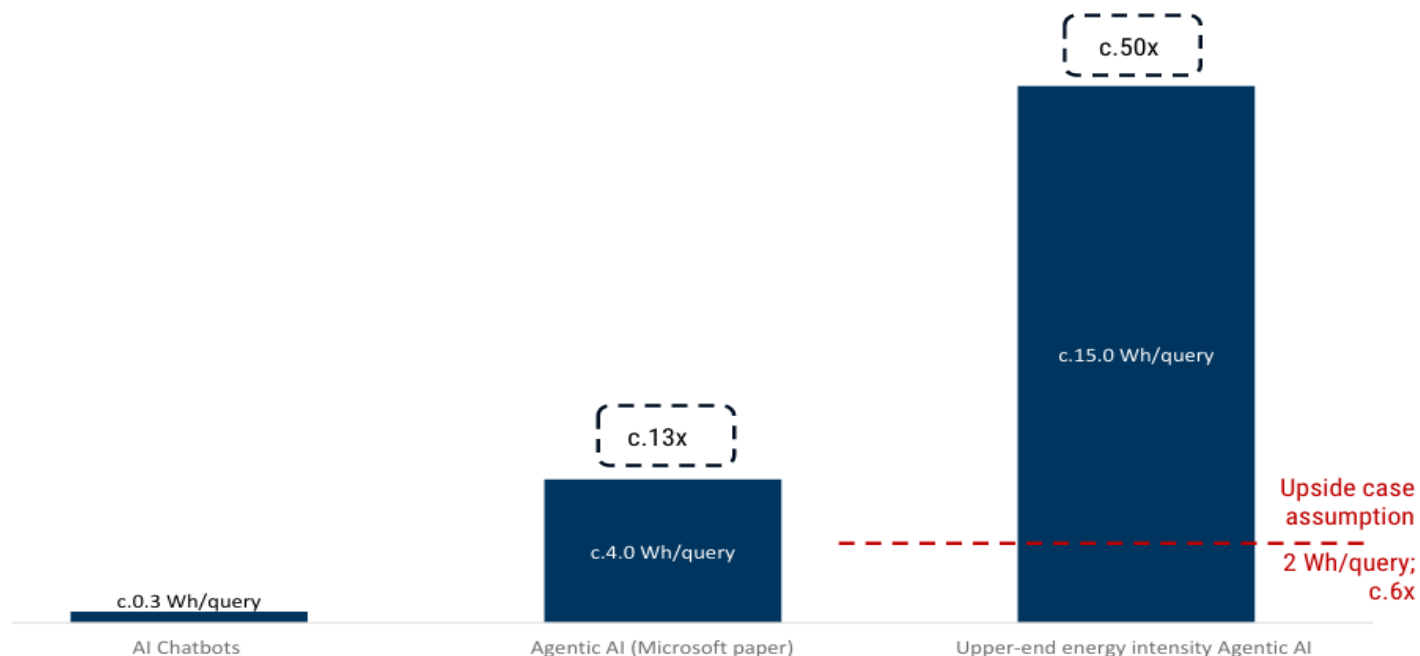 c.50x
c.15.0 Wh/query
c.13x
c.4.0 Wh/query
Upside case
assumption
2 Wh/query;
c.6x
c.0.3 Wh/query
AI Chatbots
Agentic AI (Microsoft paper)
Upper-end energy intensity Agentic AI